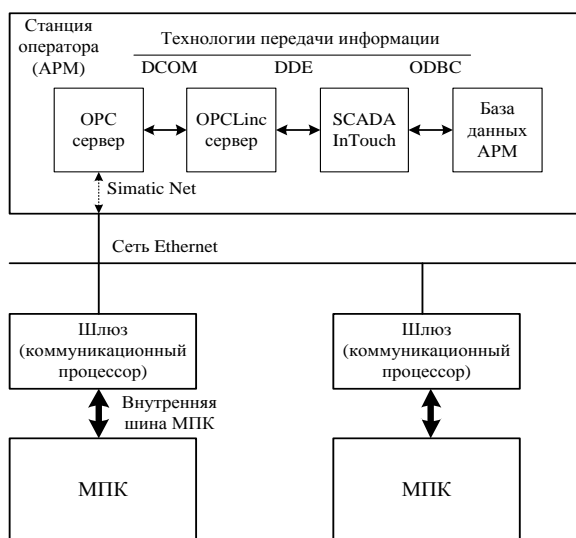 Станция
оператора
(АРМ)
Технологии передачи информации
DCOM
DDE
ODBC
OPC
сервер
OPCLinc
сервер
SCADA
InTouch
База
данных
АРМ
Simatic Net
Сеть Ethernet
Шлюз
(коммуникационный
процессор)
Шлюз
(коммуникационный
процессор)
Внутренняя
шина МПК
МПК
МПК